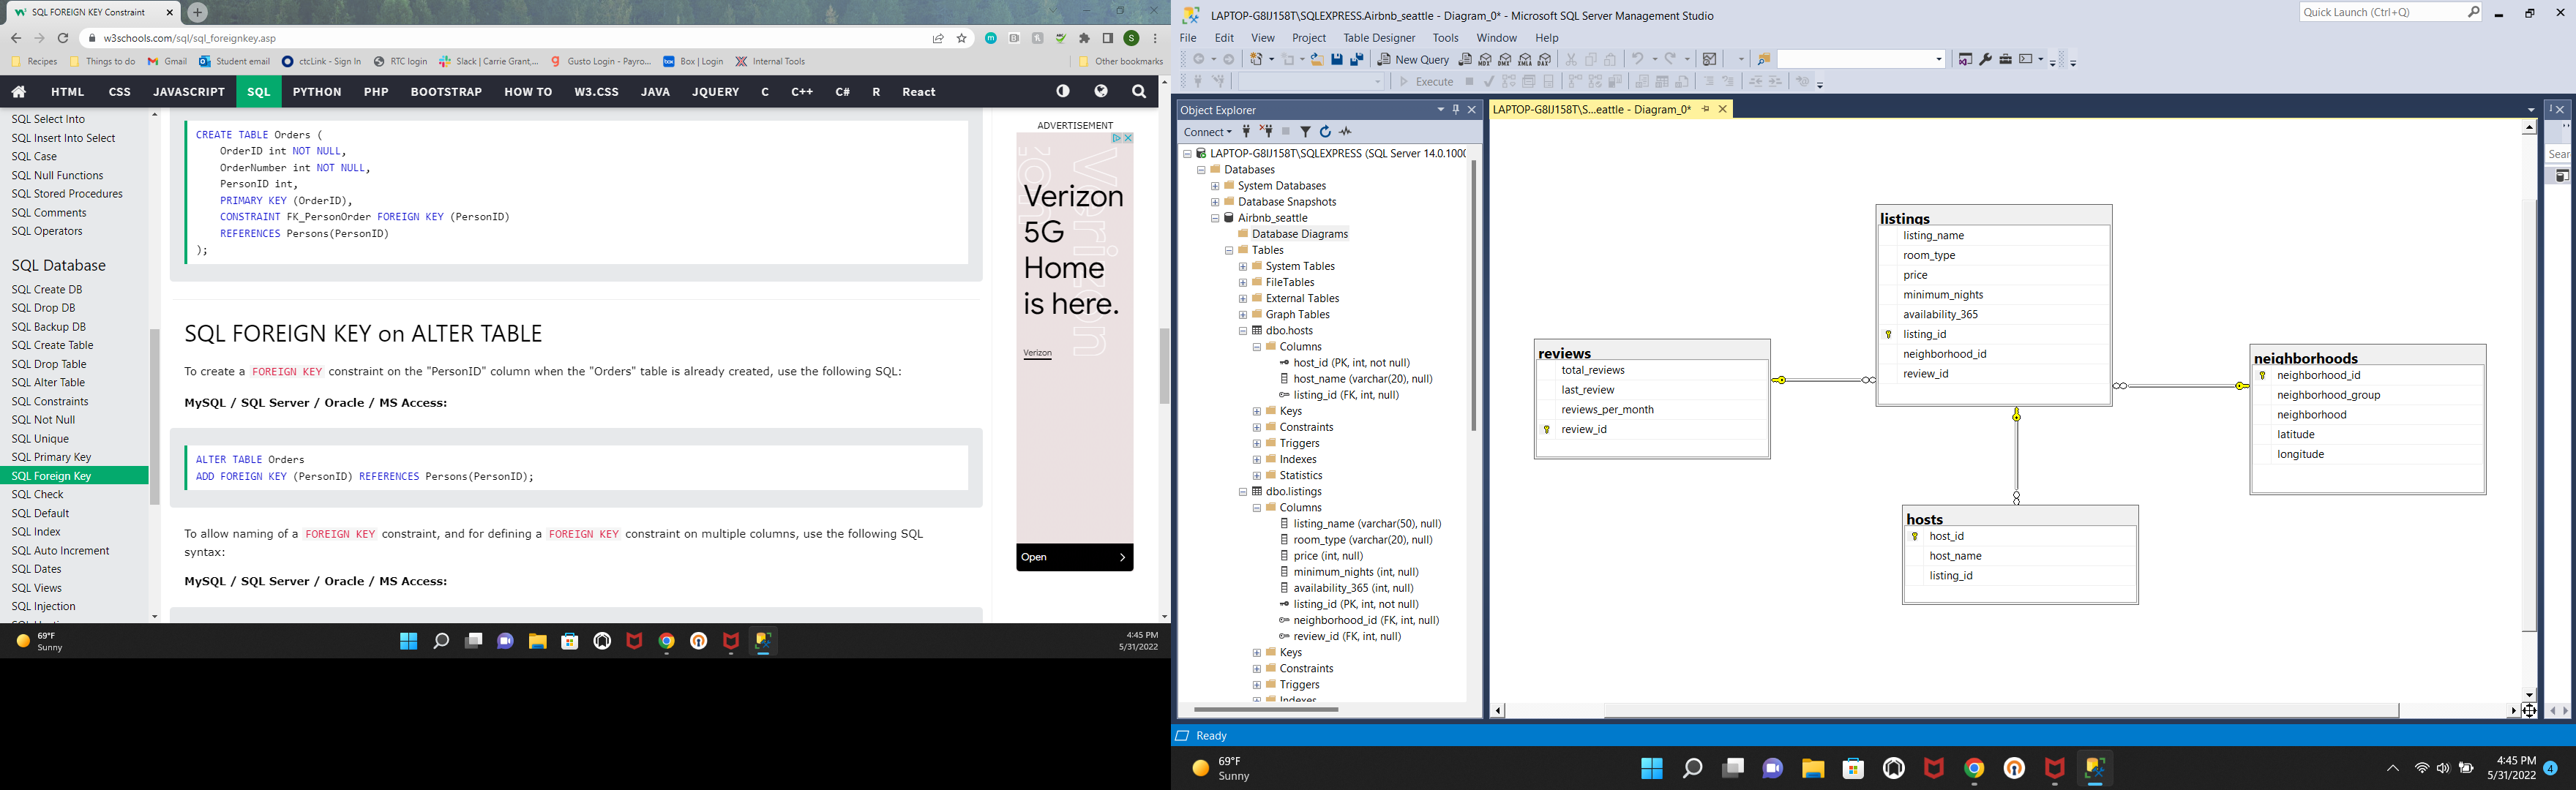 SQL FOREIGN KEY Constraint
w3schools.com/sql/sql_foreignkey.asp
Recipes Things to do Gmail Student email ctcLink - Sign In RTC login Slack | Carrie Grant,... Gusto Login - Payro... Box | Login Internal Tools Other bookmarks
HTML CSS JAVASCRIPT SQL PYTHON PHP BOOTSTRAP HOW TO W3.CSS JAVA JQUERY C C++ C# R React
SQL Select Into
SQL Insert Into Select
SQL Case
SQL Null Functions
SQL Stored Procedures
SQL Comments
SQL Operators
SQL Database
SQL Create DB
SQL Drop DB
SQL Backup DB
SQL Create Table
SQL Drop Table
SQL Alter Table
SQL Constraints
SQL Not Null
SQL Unique
SQL Primary Key
SQL Foreign Key
SQL Check
SQL Default
SQL Index
SQL Auto Increment
SQL Dates
SQL Views
SQL Injection
CREATE TABLE Orders (
OrderID int NOT NULL,
OrderNumber int NOT NULL,
PersonID int,
PRIMARY KEY (OrderID),
CONSTRAINT FK_PersonOrder FOREIGN KEY (PersonID)
REFERENCES Persons(PersonID)
);
SQL FOREIGN KEY on ALTER TABLE
To create a FOREIGN KEY constraint on the "PersonID" column when the "Orders" table is already created, use the following SQL:
MySQL / SQL Server / Oracle / MS Access:
ALTER TABLE Orders
ADD FOREIGN KEY (PersonID) REFERENCES Persons(PersonID);
To allow naming of a FOREIGN KEY constraint, and for defining a FOREIGN KEY constraint on multiple columns, use the following SQL
syntax:
MySQL / SQL Server / Oracle / MS Access:
ADVERTISEMENT
Verizon
5G
Home
is here.
Verizon
Open
69°F
Sunny
4:45 PM
5/31/2022
LAPTOP-G8IJ158T\SQLEXPRESS.Airbnb_seattle - Diagram_0* - Microsoft SQL Server Management Studio
Quick Launch (Ctrl+Q)
File Edit View Project Table Designer Tools Window Help
New Query
Execute
Object Explorer
Connect
LAPTOP-G8IJ158T\SQLEXPRESS (SQL Server 14.0.100
Databases
System Databases
Database Snapshots
Airbnb_seattle
Database Diagrams
Tables
System Tables
FileTables
External Tables
Graph Tables
dbo.hosts
Columns
host_id (PK, int, not null)
host_name (varchar(20), null)
listing_id (FK, int, null)
Keys
Constraints
Triggers
Indexes
Statistics
dbo.listings
Columns
listing_name (varchar(50), null)
room_type (varchar(20), null)
price (int, null)
minimum_nights (int, null)
availability_365 (int, null)
listing_id (PK, int, not null)
neighborhood_id (FK, int, null)
review_id (FK, int, null)
Keys
Constraints
Triggers
Indexes
LAPTOP-G8IJ158T\S...eattle - Diagram_0*
listings
listing_name
room_type
price
minimum_nights
availability_365
listing_id
neighborhood_id
review_id
reviews
total_reviews
last_review
reviews_per_month
review_id
neighborhoods
neighborhood_id
neighborhood_group
neighborhood
latitude
longitude
hosts
host_id
host_name
listing_id
Sear
Ready
69°F
Sunny
4:45 PM
5/31/2022
4